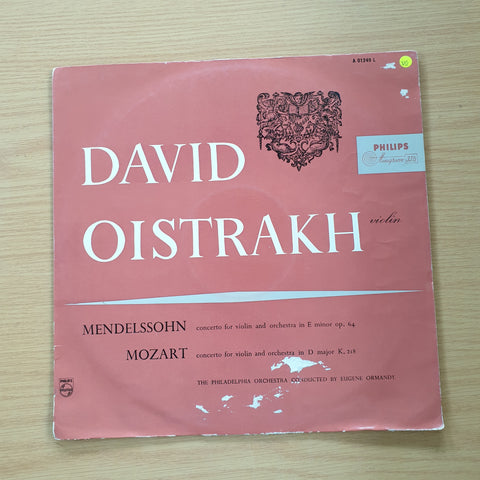 A 01249 L
DAVID
OISTRAKH
violin
PHILIPS
MENDELSSOHN concerto for violin and orchestra in E minor op. 64
MOZART concerto for violin and orchestra in D major K. 218
THE PHILADELPHIA ORCHESTRA CONDUCTED BY EUGENE ORMANDY
PHILIPS